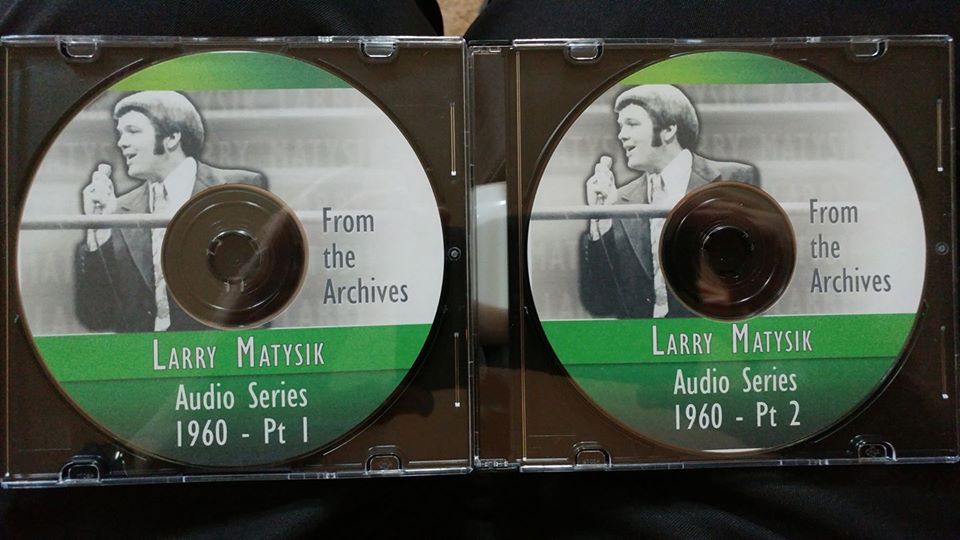 From
the
Archives
LARRY MATYSIK
Audio Series
1960 - Pt 1
From
the
Archives
LARRY MATYSIK
Audio Series
1960 - Pt 2